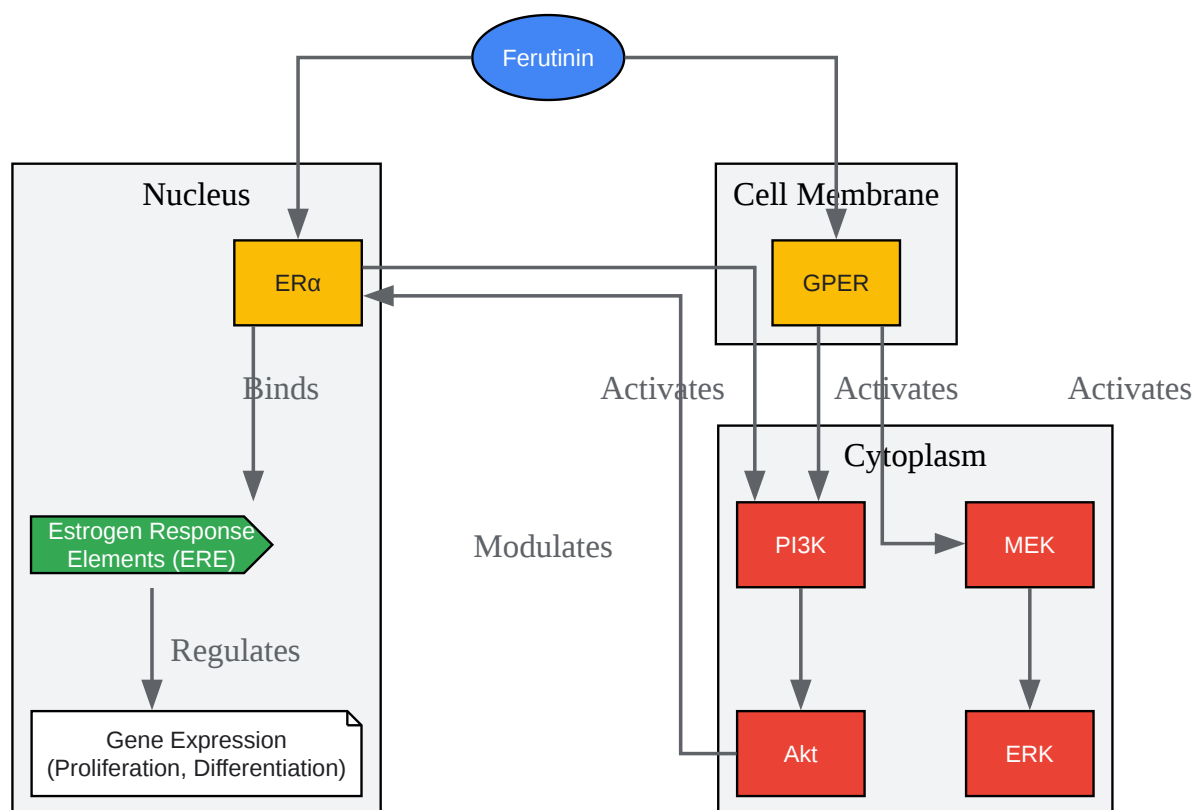 Ferutinin
Nucleus
Cell Membrane
ERα
GPER
Binds
Activates
Activates
Activates
Cytoplasm
Estrogen Response
Elements (ERE)
Modulates
PI3K
MEK
Regulates
Gene Expression
(Proliferation, Differentiation)
Akt
ERK